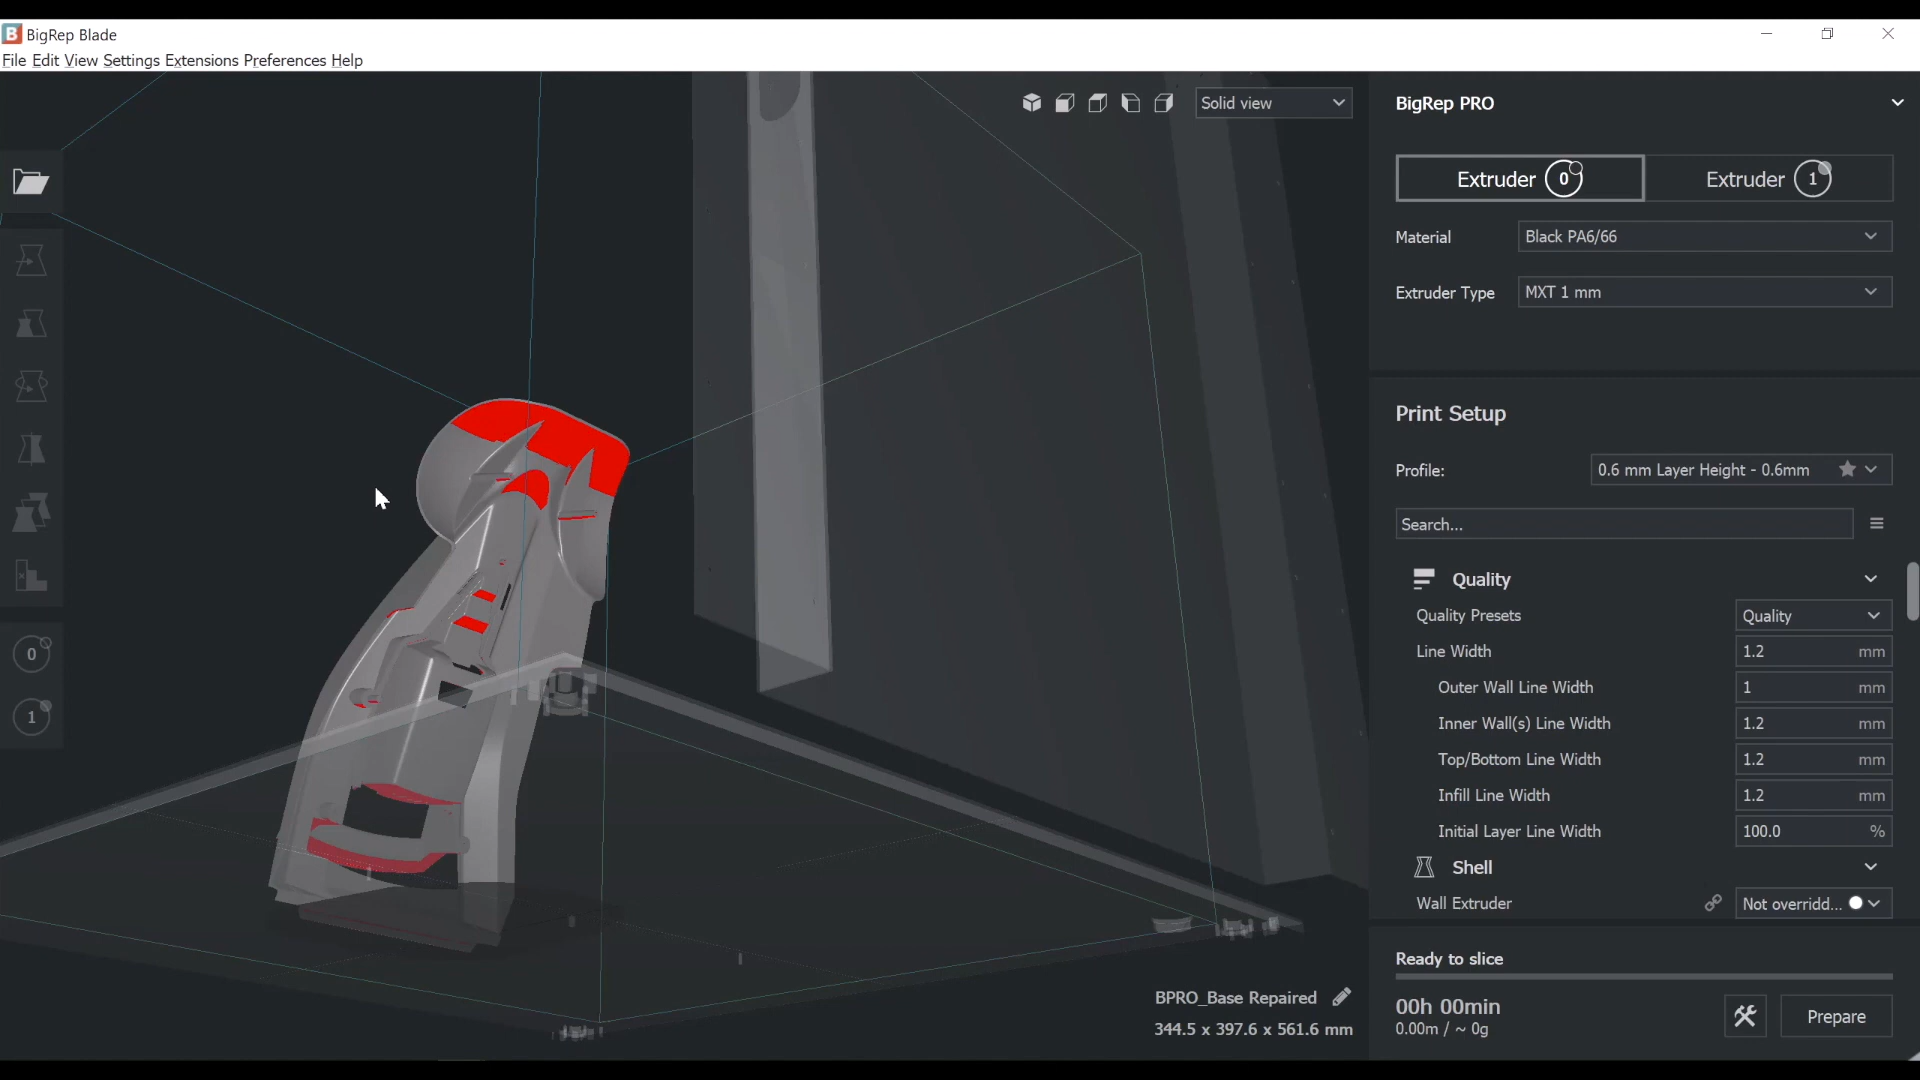 B BigRep Blade
File Edit View Settings Extensions Preferences Help
Solid view
BigRep PRO
Extruder 0
Extruder 1
Material Black PA6/66
Extruder Type MXT 1 mm
Print Setup
Profile: 0.6 mm Layer Height - 0.6mm
Search...
Quality
Quality Presets Quality
Line Width 1.2 mm
Outer Wall Line Width 1 mm
Inner Wall(s) Line Width 1.2 mm
Top/Bottom Line Width 1.2 mm
Infill Line Width 1.2 mm
Initial Layer Line Width 100.0 %
Shell
Wall Extruder Not overridd...
0
1
BPRO_Base Repaired
344.5 x 397.6 x 561.6 mm
Ready to slice
00h 00min
0.00m / ~ 0g
Prepare